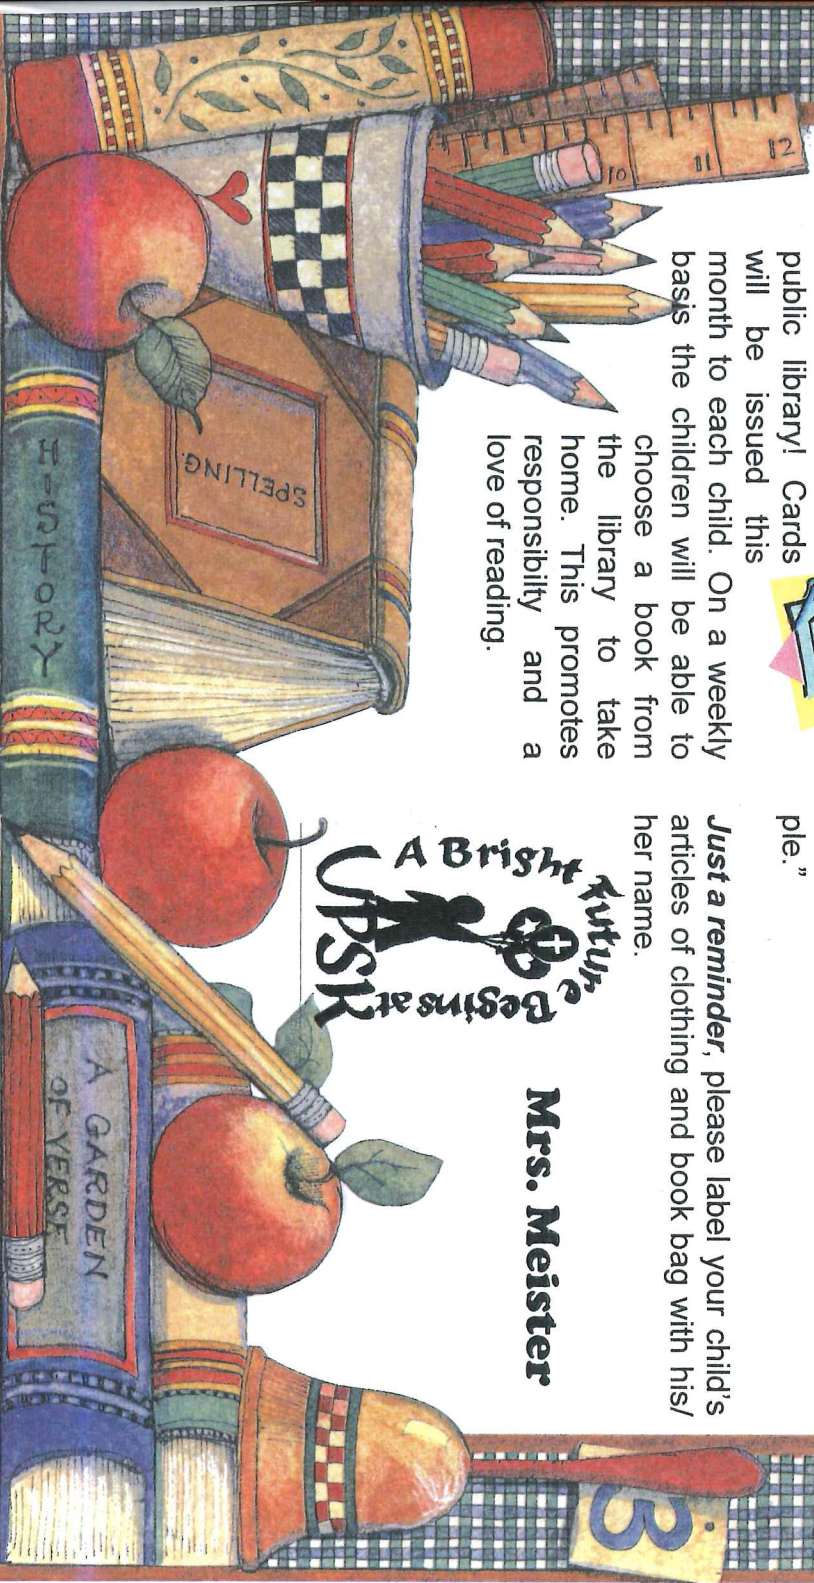 public library! Cards
will be issued this
month to each child. On a weekly
basis the children will be able to
choose a book from
the library to take
home. This promotes
responsibilty and a
love of reading.
ple.”
Just a reminder, please label your child's
articles of clothing and book bag with his/
her name.
Mrs. Meister
A Bright Future Begins at
UPSK
10 11 12
SPELLING.
HISTORY
A GARDEN
OF VERSE
3